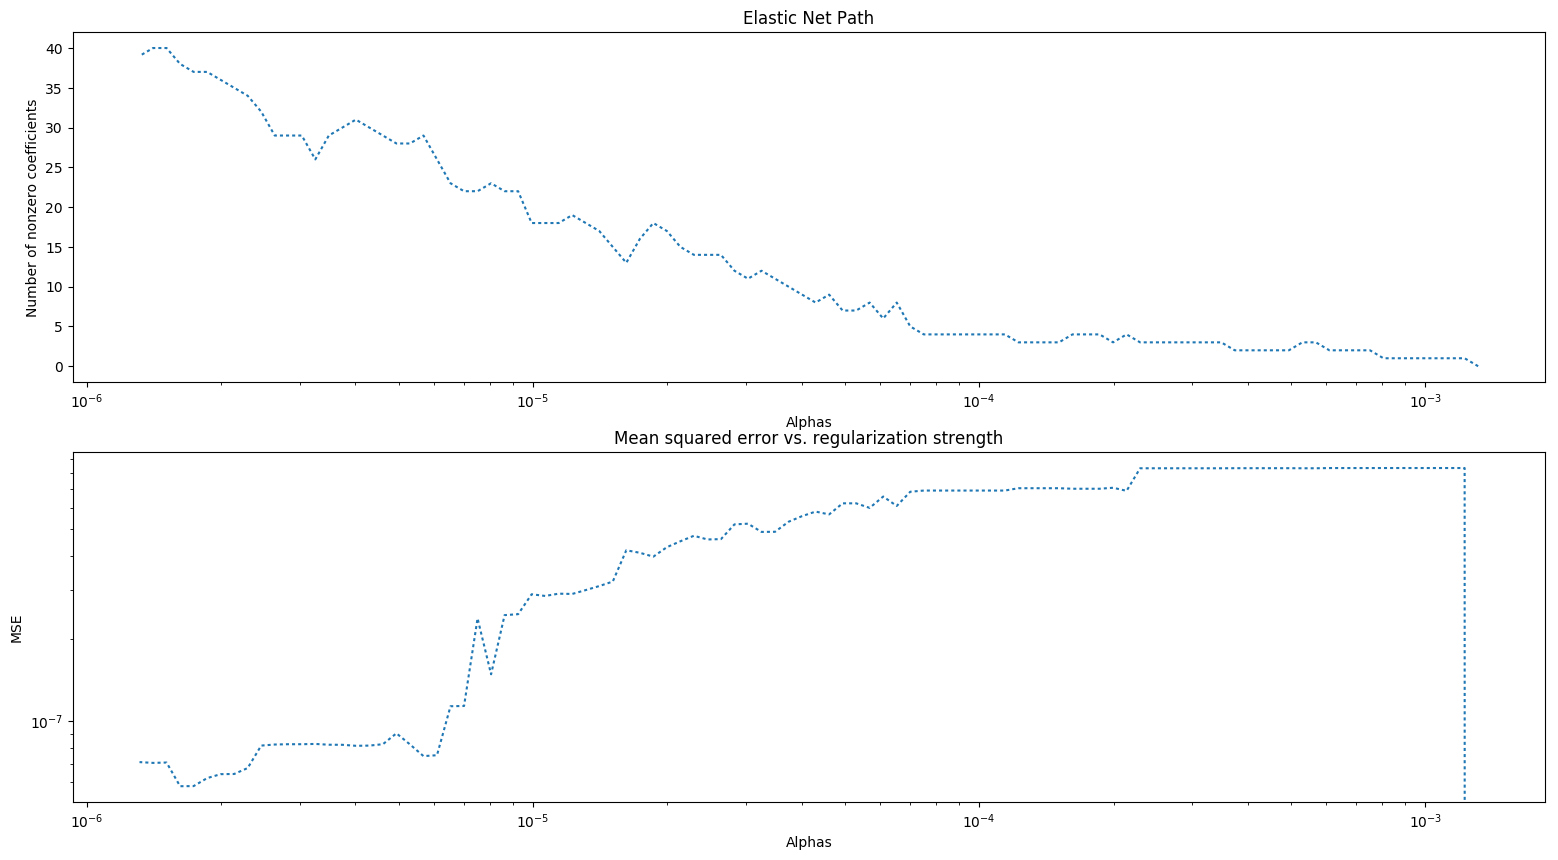 Elastic Net Path
Number of nonzero coefficients
40
35
30
25
20
15
10
5
0
10⁻⁶ 10⁻⁵ 10⁻⁴ 10⁻³
Alphas
Mean squared error vs. regularization strength
MSE
10⁻⁷
10⁻⁶ 10⁻⁵ 10⁻⁴ 10⁻³
Alphas